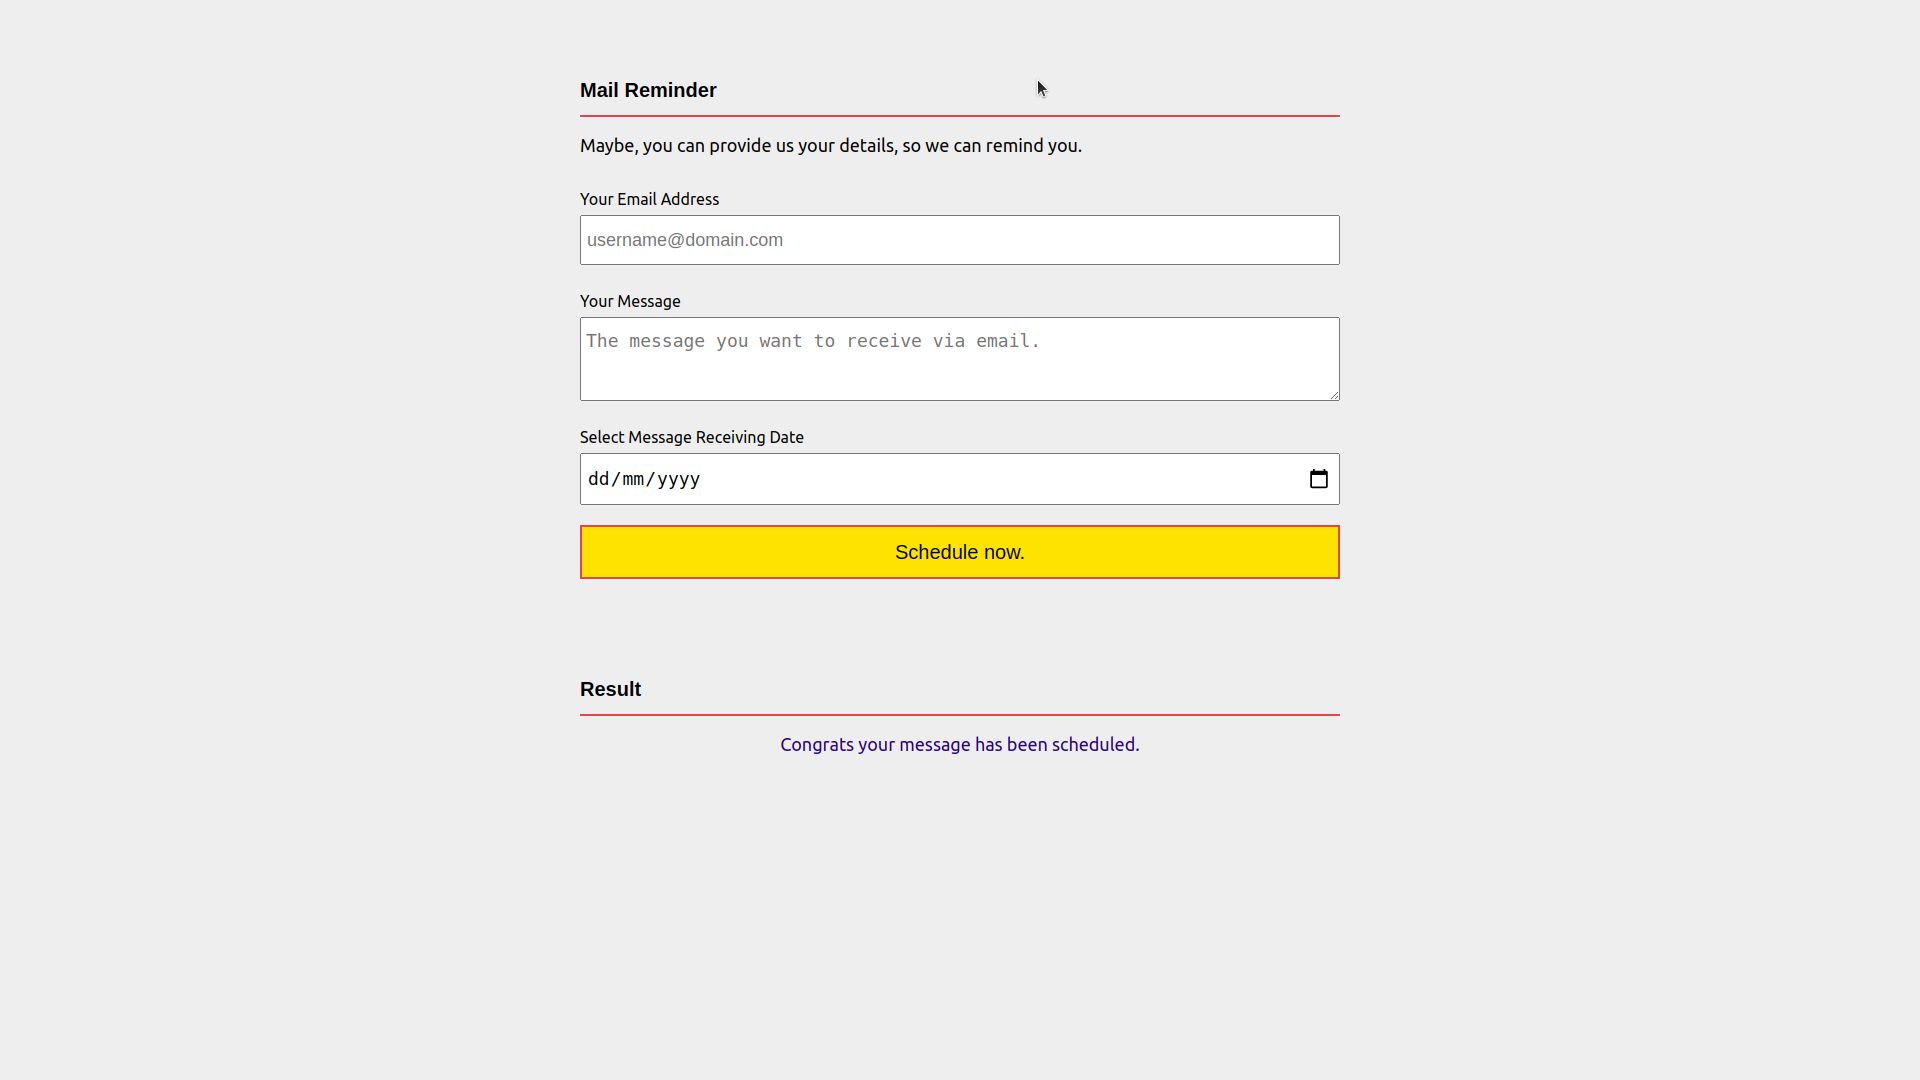 Mail Reminder
Maybe, you can provide us your details, so we can remind you.
Your Email Address
username@domain.com
Your Message
The message you want to receive via email.
Select Message Receiving Date
dd/mm/yyyy
Schedule now.
Result
Congrats your message has been scheduled.